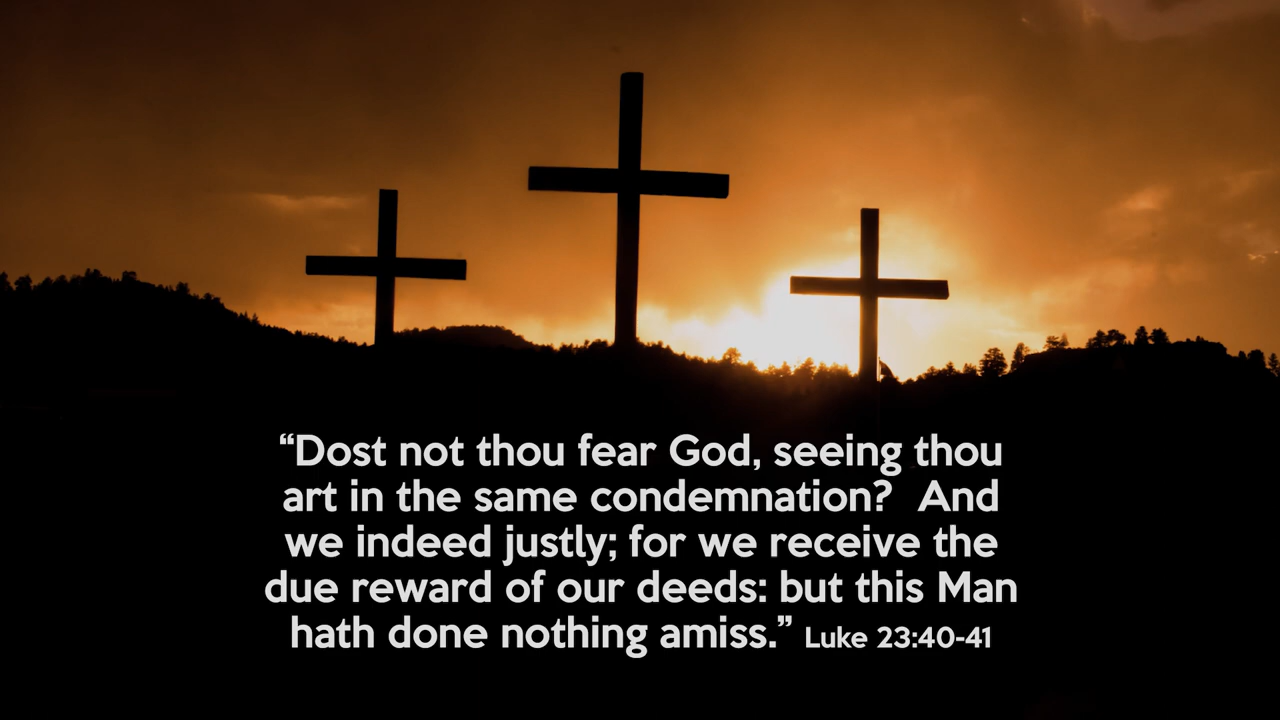 “Dost not thou fear God, seeing thou
art in the same condemnation?  And
we indeed justly; for we receive the
due reward of our deeds: but this Man
hath done nothing amiss.” Luke 23:40-41